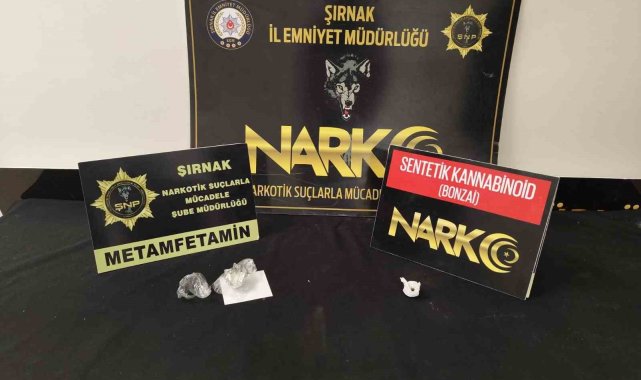 ŞIRNAK
İL EMNİYET MÜDÜRLÜĞÜ
ŞNP
NARKO
NARKOTİK SUÇLARLA MÜCADELE
ŞIRNAK
NARKOTİK SUÇLARLA
MÜCADELE
ŞUBE MÜDÜRLÜĞÜ
ŞNP
METAMFETAMİN
SENTETİK KANNABİNOİD
(BONZAI)
NARKO